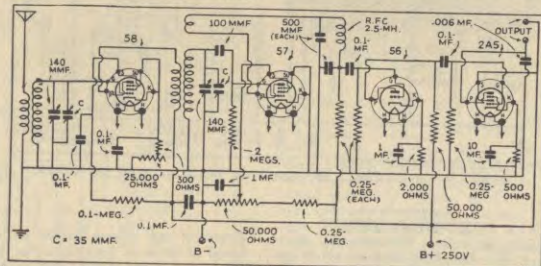 140
MMF.
C
0.1-
MF.
58
0.1-
MF.
25,000
OHMS
300
OHMS
0.1-MEG.
0.1 MF.
C = 35 MMF.
B-
100 MMF
C
140
MMF.
2
MEGS.
.1 MF.
50,000
OHMS
0.25-
MEG.
57
500
MMF
(EACH)
R.F.C.
2.5-MH.
0.1-
MF.
0.25-
MEG.
(EACH)
56
1
MF.
2,000
OHMS
0.1-
MF.
50,000
OHMS
B+ 250V
0.25-
MEG.
2A5
10
MF.
500
OHMS
.006 MF.
OUTPUT